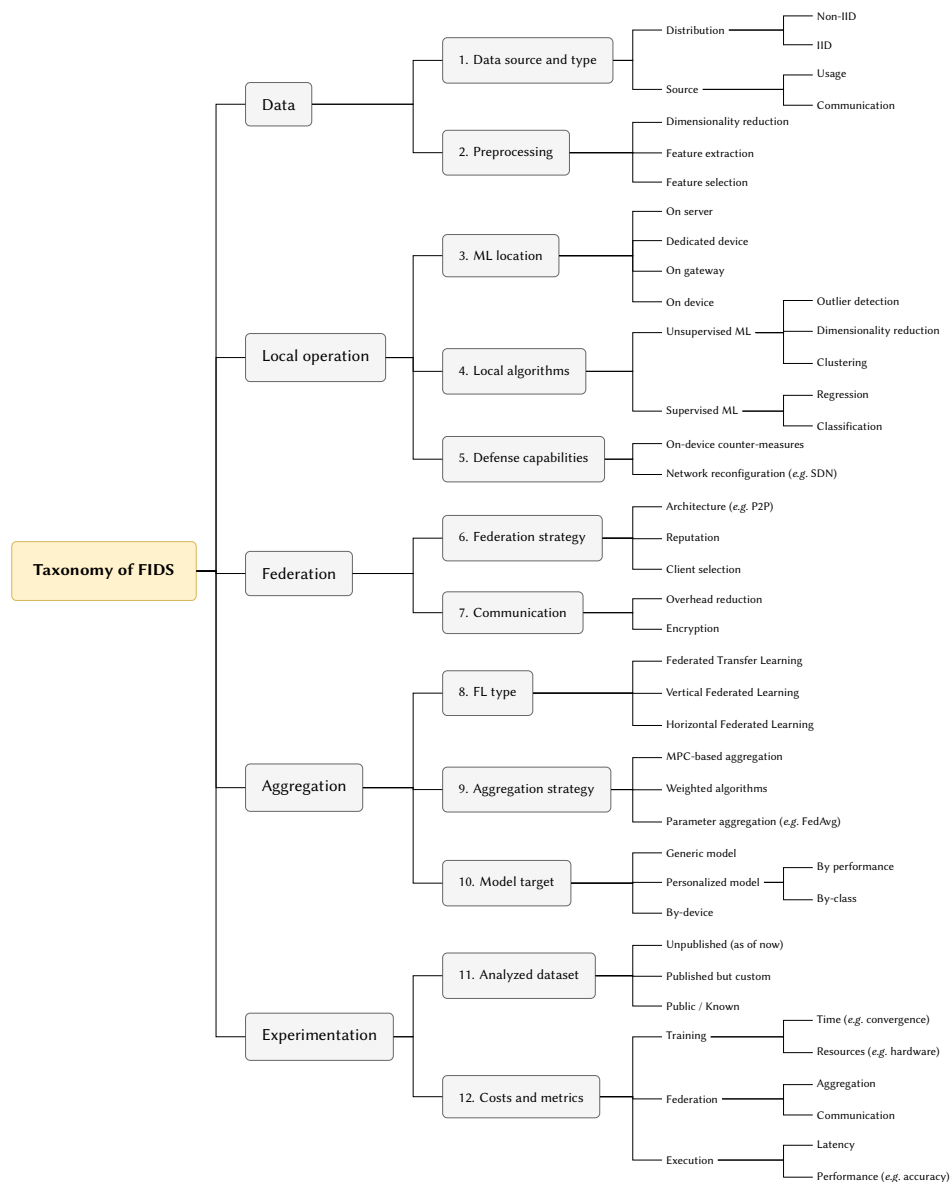 Taxonomy of FIDS
Data
1. Data source and type
Distribution
Non-IID
IID
Source
Usage
Communication
2. Preprocessing
Dimensionality reduction
Feature extraction
Feature selection
Local operation
3. ML location
On server
Dedicated device
On gateway
On device
4. Local algorithms
Unsupervised ML
Outlier detection
Dimensionality reduction
Clustering
Supervised ML
Regression
Classification
5. Defense capabilities
On-device counter-measures
Network reconfiguration (e.g. SDN)
Federation
6. Federation strategy
Architecture (e.g. P2P)
Reputation
Client selection
7. Communication
Overhead reduction
Encryption
Aggregation
8. FL type
Federated Transfer Learning
Vertical Federated Learning
Horizontal Federated Learning
9. Aggregation strategy
MPC-based aggregation
Weighted algorithms
Parameter aggregation (e.g. FedAvg)
10. Model target
Generic model
Personalized model
By performance
By-class
By-device
Experimentation
11. Analyzed dataset
Unpublished (as of now)
Published but custom
Public / Known
12. Costs and metrics
Training
Time (e.g. convergence)
Resources (e.g. hardware)
Federation
Aggregation
Communication
Execution
Latency
Performance (e.g. accuracy)